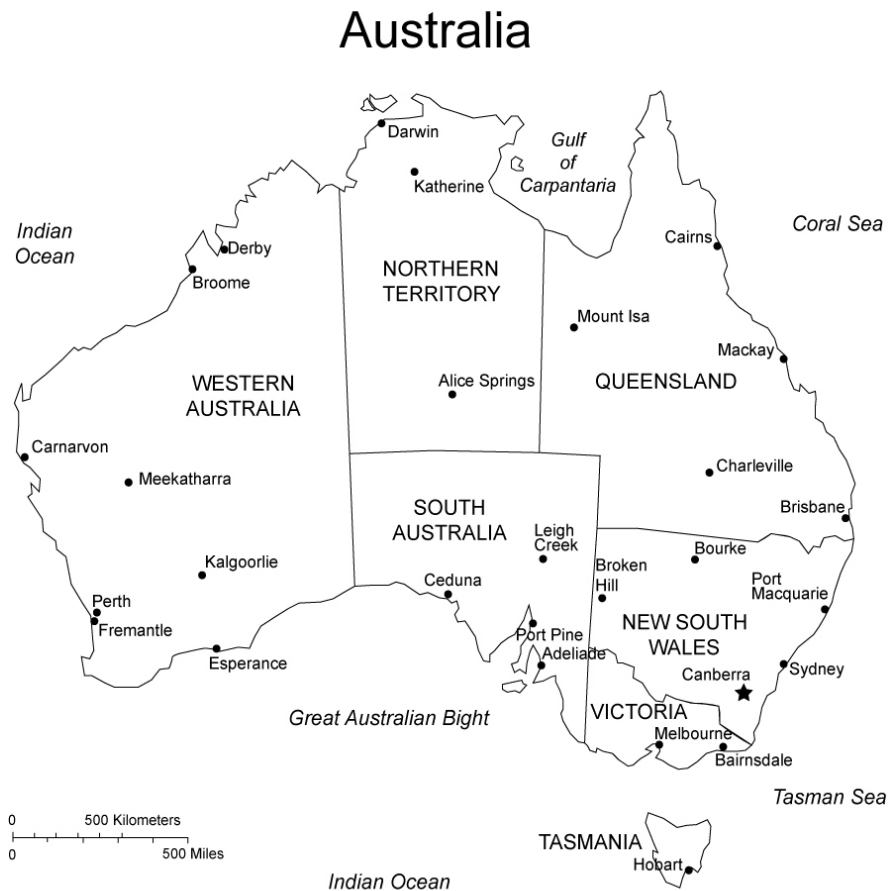 Australia
Darwin
Gulf
of
Carpantaria
Katherine
Indian
Ocean
Coral Sea
Cairns
Derby
Broome
NORTHERN
TERRITORY
Mount Isa
Mackay
WESTERN
AUSTRALIA
Alice Springs
QUEENSLAND
Carnarvon
Meekatharra
Charleville
SOUTH
AUSTRALIA
Brisbane
Leigh
Creek
Bourke
Kalgoorlie
Broken
Hill
Ceduna
Port
Macquarie
Perth
Fremantle
Port Pine
NEW SOUTH
WALES
Adeliade
Esperance
Canberra
Sydney
Great Australian Bight
VICTORIA
Melbourne
Bairnsdale
Tasman Sea
0 500 Kilometers
0 500 Miles
TASMANIA
Hobart
Indian Ocean